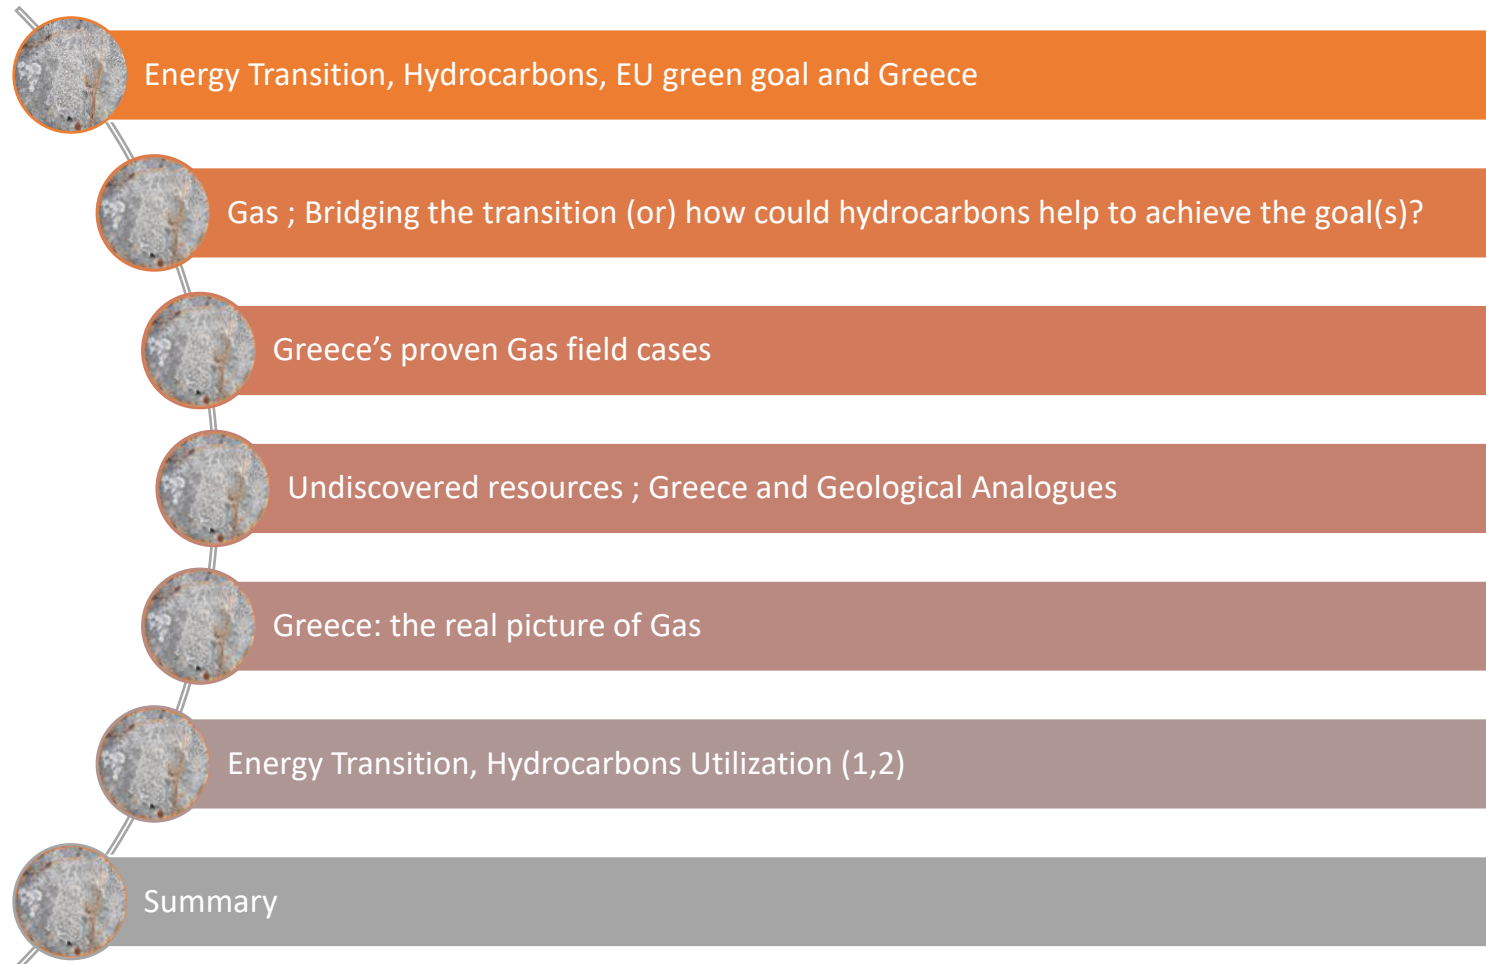 Energy Transition, Hydrocarbons, EU green goal and Greece
Gas ; Bridging the transition (or) how could hydrocarbons help to achieve the goal(s)?
Greece’s proven Gas field cases
Undiscovered resources ; Greece and Geological Analogues
Greece: the real picture of Gas
Energy Transition, Hydrocarbons Utilization (1,2)
Summary